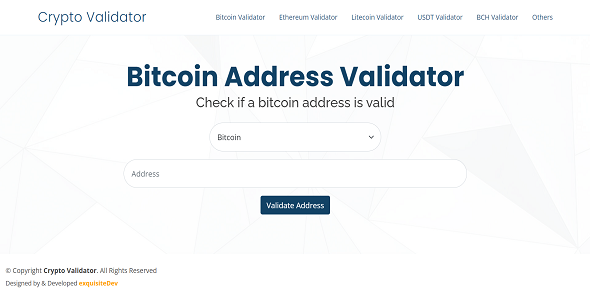 Crypto Validator
Bitcoin Validator Ethereum Validator Litecoin Validator USDT Validator BCH Validator Others
Bitcoin Address Validator
Check if a bitcoin address is valid
Bitcoin
Address
Validate Address
© Copyright Crypto Validator. All Rights Reserved
Designed by & Developed exquisiteDev